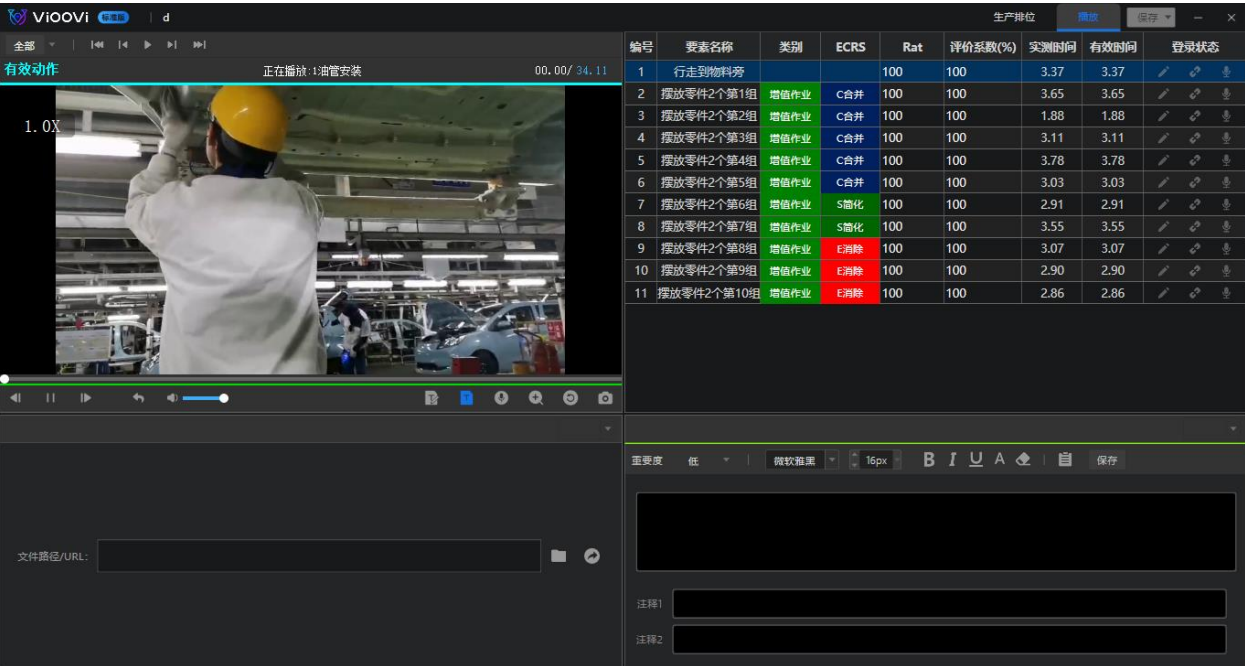 ViOOVi 标准版 d 生产排位 播放 保存
全部
有效动作 正在播放:1油管安装 00.00/ 34.11
1.0X
编号 要素名称 类别 ECRS Rat 评价系数(%) 实测时间 有效时间 登录状态
1 行走到物料旁 100 100 3.37 3.37
2 摆放零件2个第1组 增值作业 C合并 100 100 3.65 3.65
3 摆放零件2个第2组 增值作业 C合并 100 100 1.88 1.88
4 摆放零件2个第3组 增值作业 C合并 100 100 3.11 3.11
5 摆放零件2个第4组 增值作业 C合并 100 100 3.78 3.78
6 摆放零件2个第5组 增值作业 C合并 100 100 3.03 3.03
7 摆放零件2个第6组 增值作业 S简化 100 100 2.91 2.91
8 摆放零件2个第7组 增值作业 S简化 100 100 3.55 3.55
9 摆放零件2个第8组 增值作业 E消除 100 100 3.07 3.07
10 摆放零件2个第9组 增值作业 E消除 100 100 2.90 2.90
11 摆放零件2个第10组 增值作业 E消除 100 100 2.86 2.86
文件路径/URL:
重要度 低 微软雅黑 16px B I U A 保存
注释1
注释2